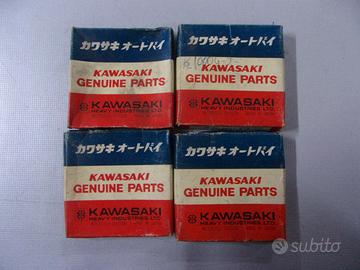 カワサキ オートバイ
KAWASAKI
GENUINE PARTS
KAWASAKI
HEAVY INDUSTRIES LTD.
カワサキ オートバイ
KAWASAKI
GENUINE PARTS
KAWASAKI
HEAVY INDUSTRIES LTD.
カワサキ オートバイ
KAWASAKI
GENUINE PARTS
KAWASAKI
HEAVY INDUSTRIES LTD.
カワサキ オートバイ
KAWASAKI
GENUINE PARTS
KAWASAKI
HEAVY INDUSTRIES LTD.
subito